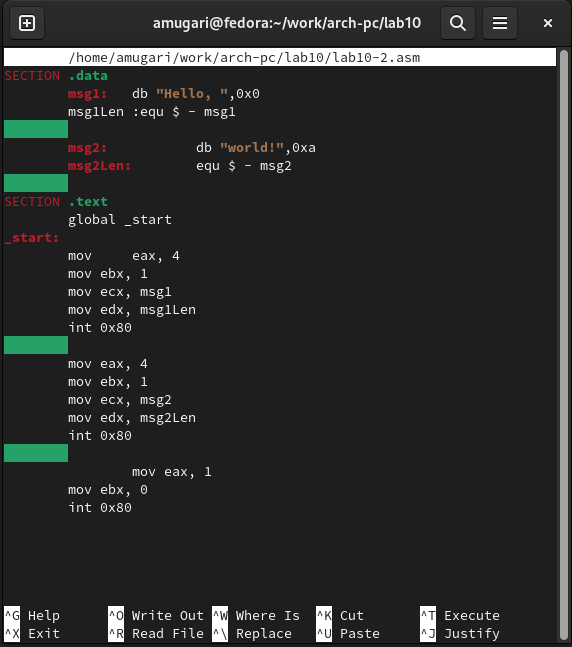 amugari@fedora:~/work/arch-pc/lab10
/home/amugari/work/arch-pc/lab10/lab10-2.asm
SECTION .data
msg1: db "Hello, ",0x0
msg1Len :equ $ - msg1
msg2: db "world!",0xa
msg2Len: equ $ - msg2
SECTION .text
global _start
_start:
mov eax, 4
mov ebx, 1
mov ecx, msg1
mov edx, msg1Len
int 0x80
mov eax, 4
mov ebx, 1
mov ecx, msg2
mov edx, msg2Len
int 0x80
mov eax, 1
mov ebx, 0
int 0x80
^G Help ^O Write Out ^W Where Is ^K Cut ^T Execute
^X Exit ^R Read File ^\ Replace ^U Paste ^J Justify